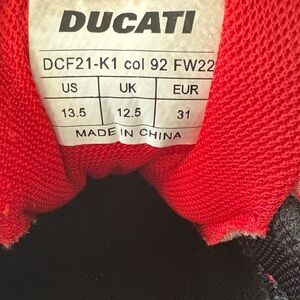 DUCATI
DCF21-K1 col 92 FW22
US UK EUR
13.5 12.5 31
MADE IN CHINA